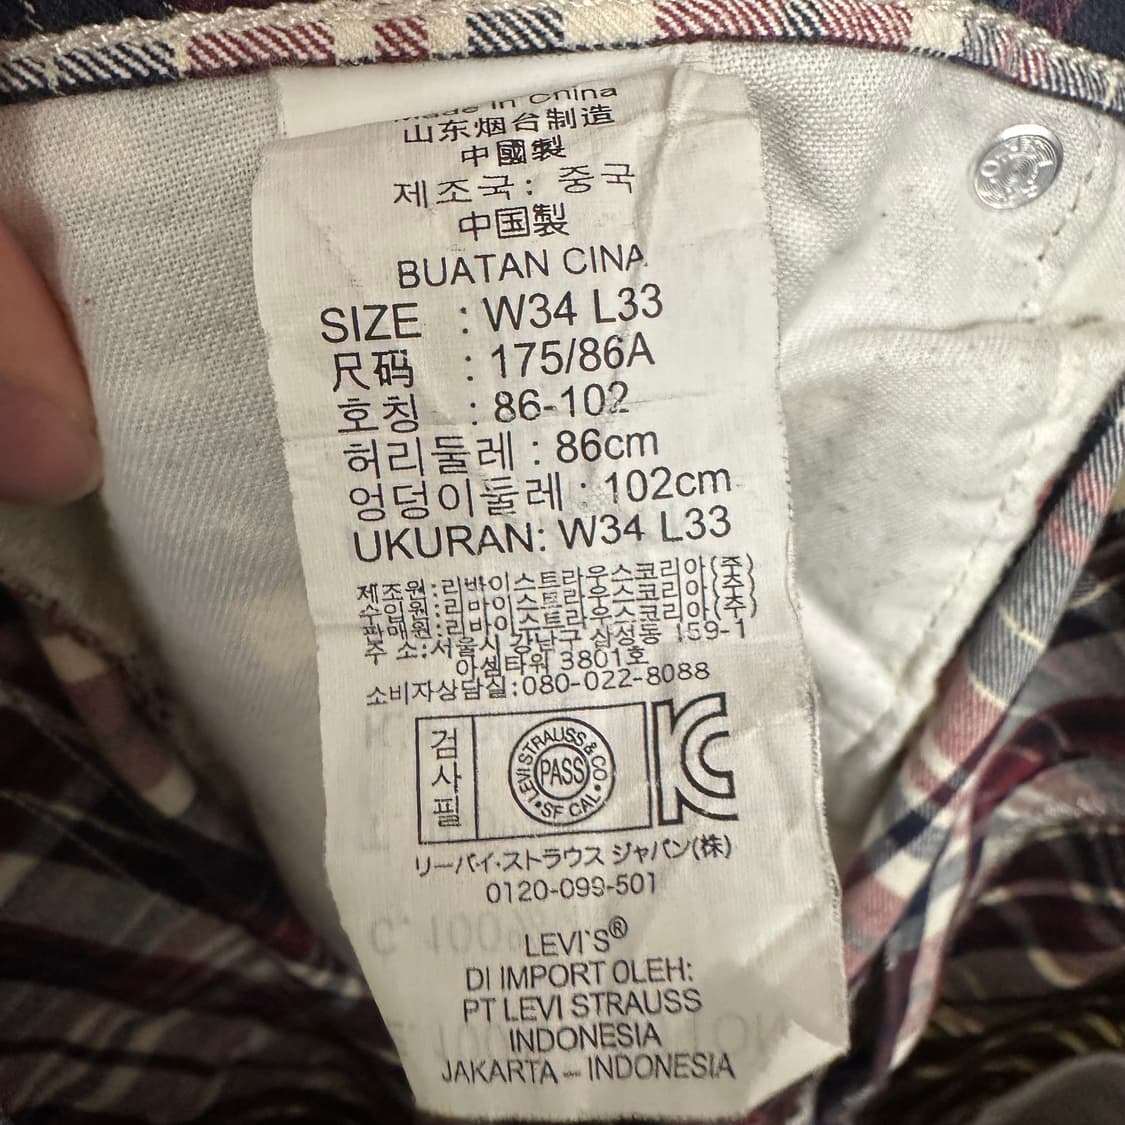 Made in China
山东烟台制造
中國製
제조국: 중국
中国製
BUATAN CINA
SIZE : W34 L33
尺码 : 175/86A
호칭 : 86-102
허리둘레 : 86cm
엉덩이둘레 : 102cm
UKURAN: W34 L33
제조원:리바이스트라우스코리아(주)
수입원:리바이스트라우스코리아(주)
판매원:리바이스트라우스코리아(주)
주 소:서울시 강남구 삼성동 159-1
아셈타워 3801호
소비자상담실:080-022-8088
검사필
LEVI STRAUSS & CO
PASS
SF CAL
リーバイ·ストラウス ジャパン(株)
0120-099-501
LEVI'S®
DI IMPORT OLEH:
PT LEVI STRAUSS
INDONESIA
JAKARTA – INDONESIA